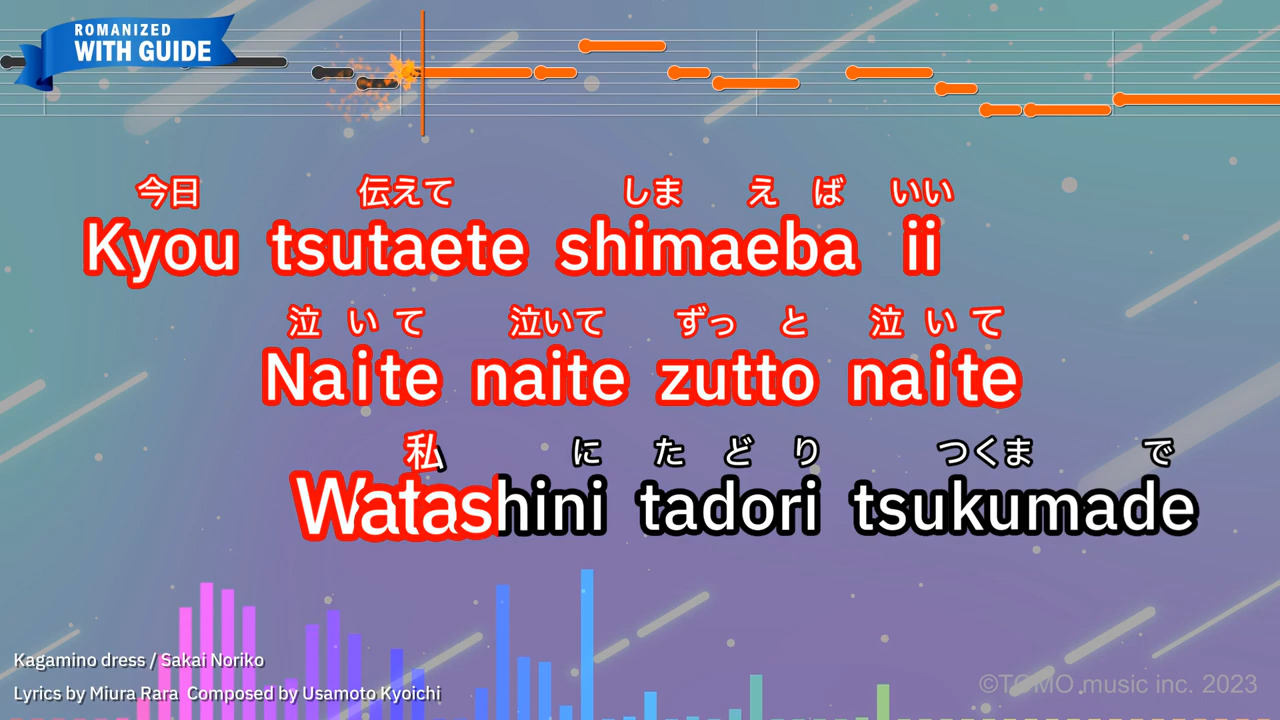 ROMANIZED
WITH GUIDE
今日 伝えて しま え ば いい
Kyou tsutaete shimaeba ii
泣 い て 泣いて ずっ と 泣 い て
Naite naite zutto naite
私 に た ど り つくま で
Watashini tadori tsukumade
Kagamino dress / Sakai Noriko
Lyrics by Miura Rara Composed by Usamoto Kyoichi
©TOMO music inc. 2023